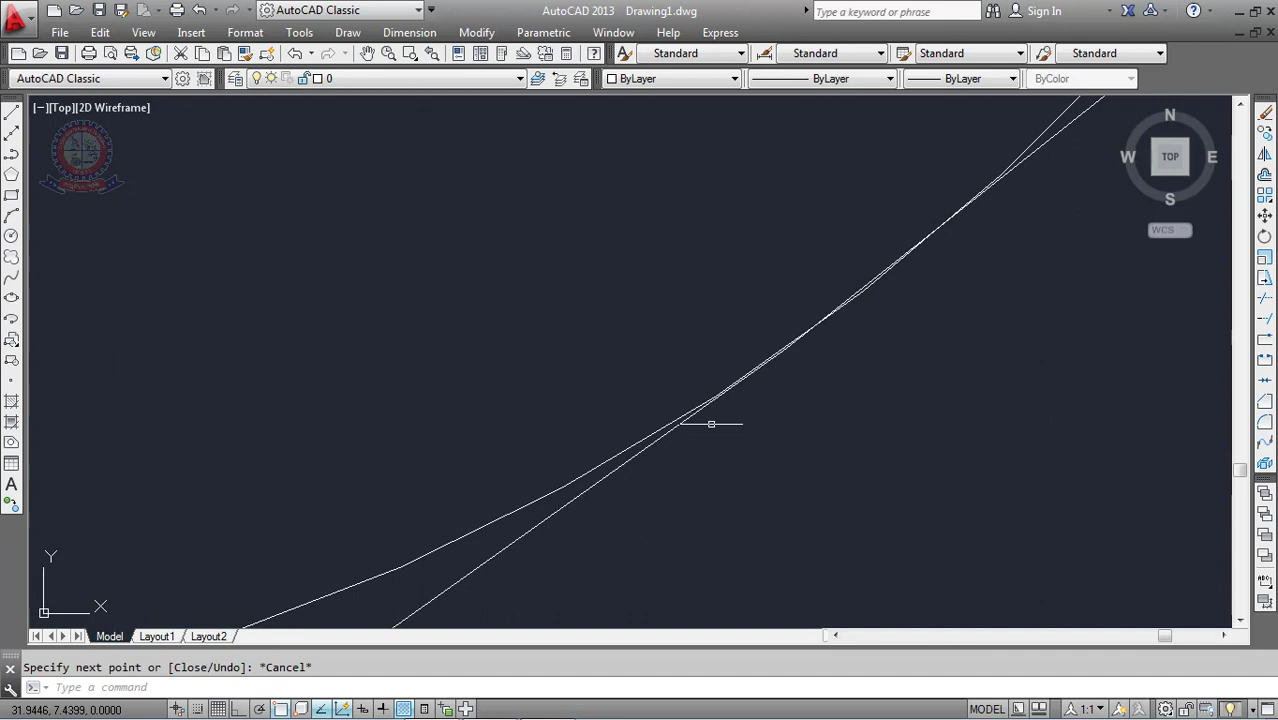 AutoCAD Classic
AutoCAD 2013 Drawing1.dwg
Type a keyword or phrase
Sign In
File Edit View Insert Format Tools Draw Dimension Modify Parametric Window Help Express
Standard Standard Standard Standard
AutoCAD Classic 0 ByLayer ByLayer ByLayer ByColor
[−][Top][2D Wireframe]
N
W TOP E
S
WCS
Y
X
Model Layout1 Layout2
Specify next point or [Close/Undo]: *Cancel*
Type a command
31.9446, 7.4399, 0.0000 MODEL 1:1